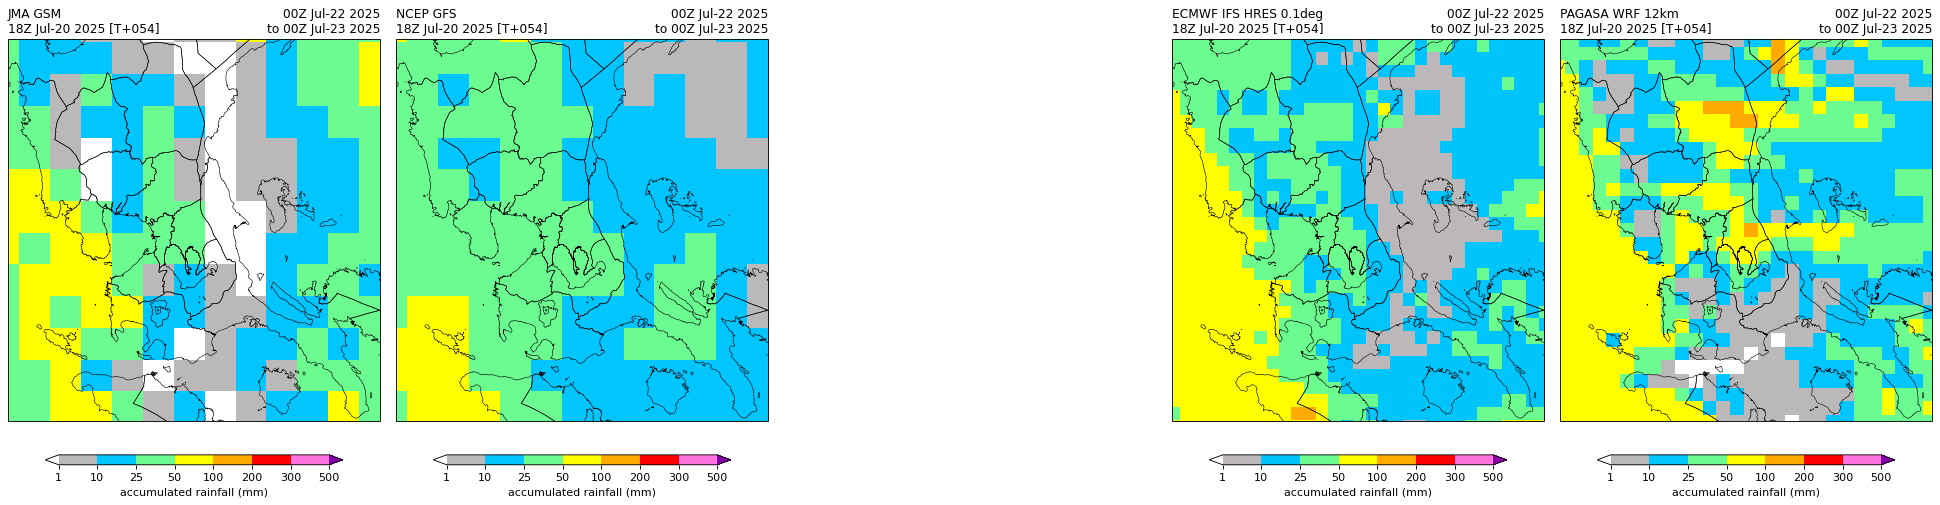 JMA GSM 00Z Jul-22 2025
18Z Jul-20 2025 [T+054] to 00Z Jul-23 2025
NCEP GFS 00Z Jul-22 2025
18Z Jul-20 2025 [T+054] to 00Z Jul-23 2025
ECMWF IFS HRES 0.1deg 00Z Jul-22 2025
18Z Jul-20 2025 [T+054] to 00Z Jul-23 2025
PAGASA WRF 12km 00Z Jul-22 2025
18Z Jul-20 2025 [T+054] to 00Z Jul-23 2025
1 10 25 50 100 200 300 500
accumulated rainfall (mm)
1 10 25 50 100 200 300 500
accumulated rainfall (mm)
1 10 25 50 100 200 300 500
accumulated rainfall (mm)
1 10 25 50 100 200 300 500
accumulated rainfall (mm)